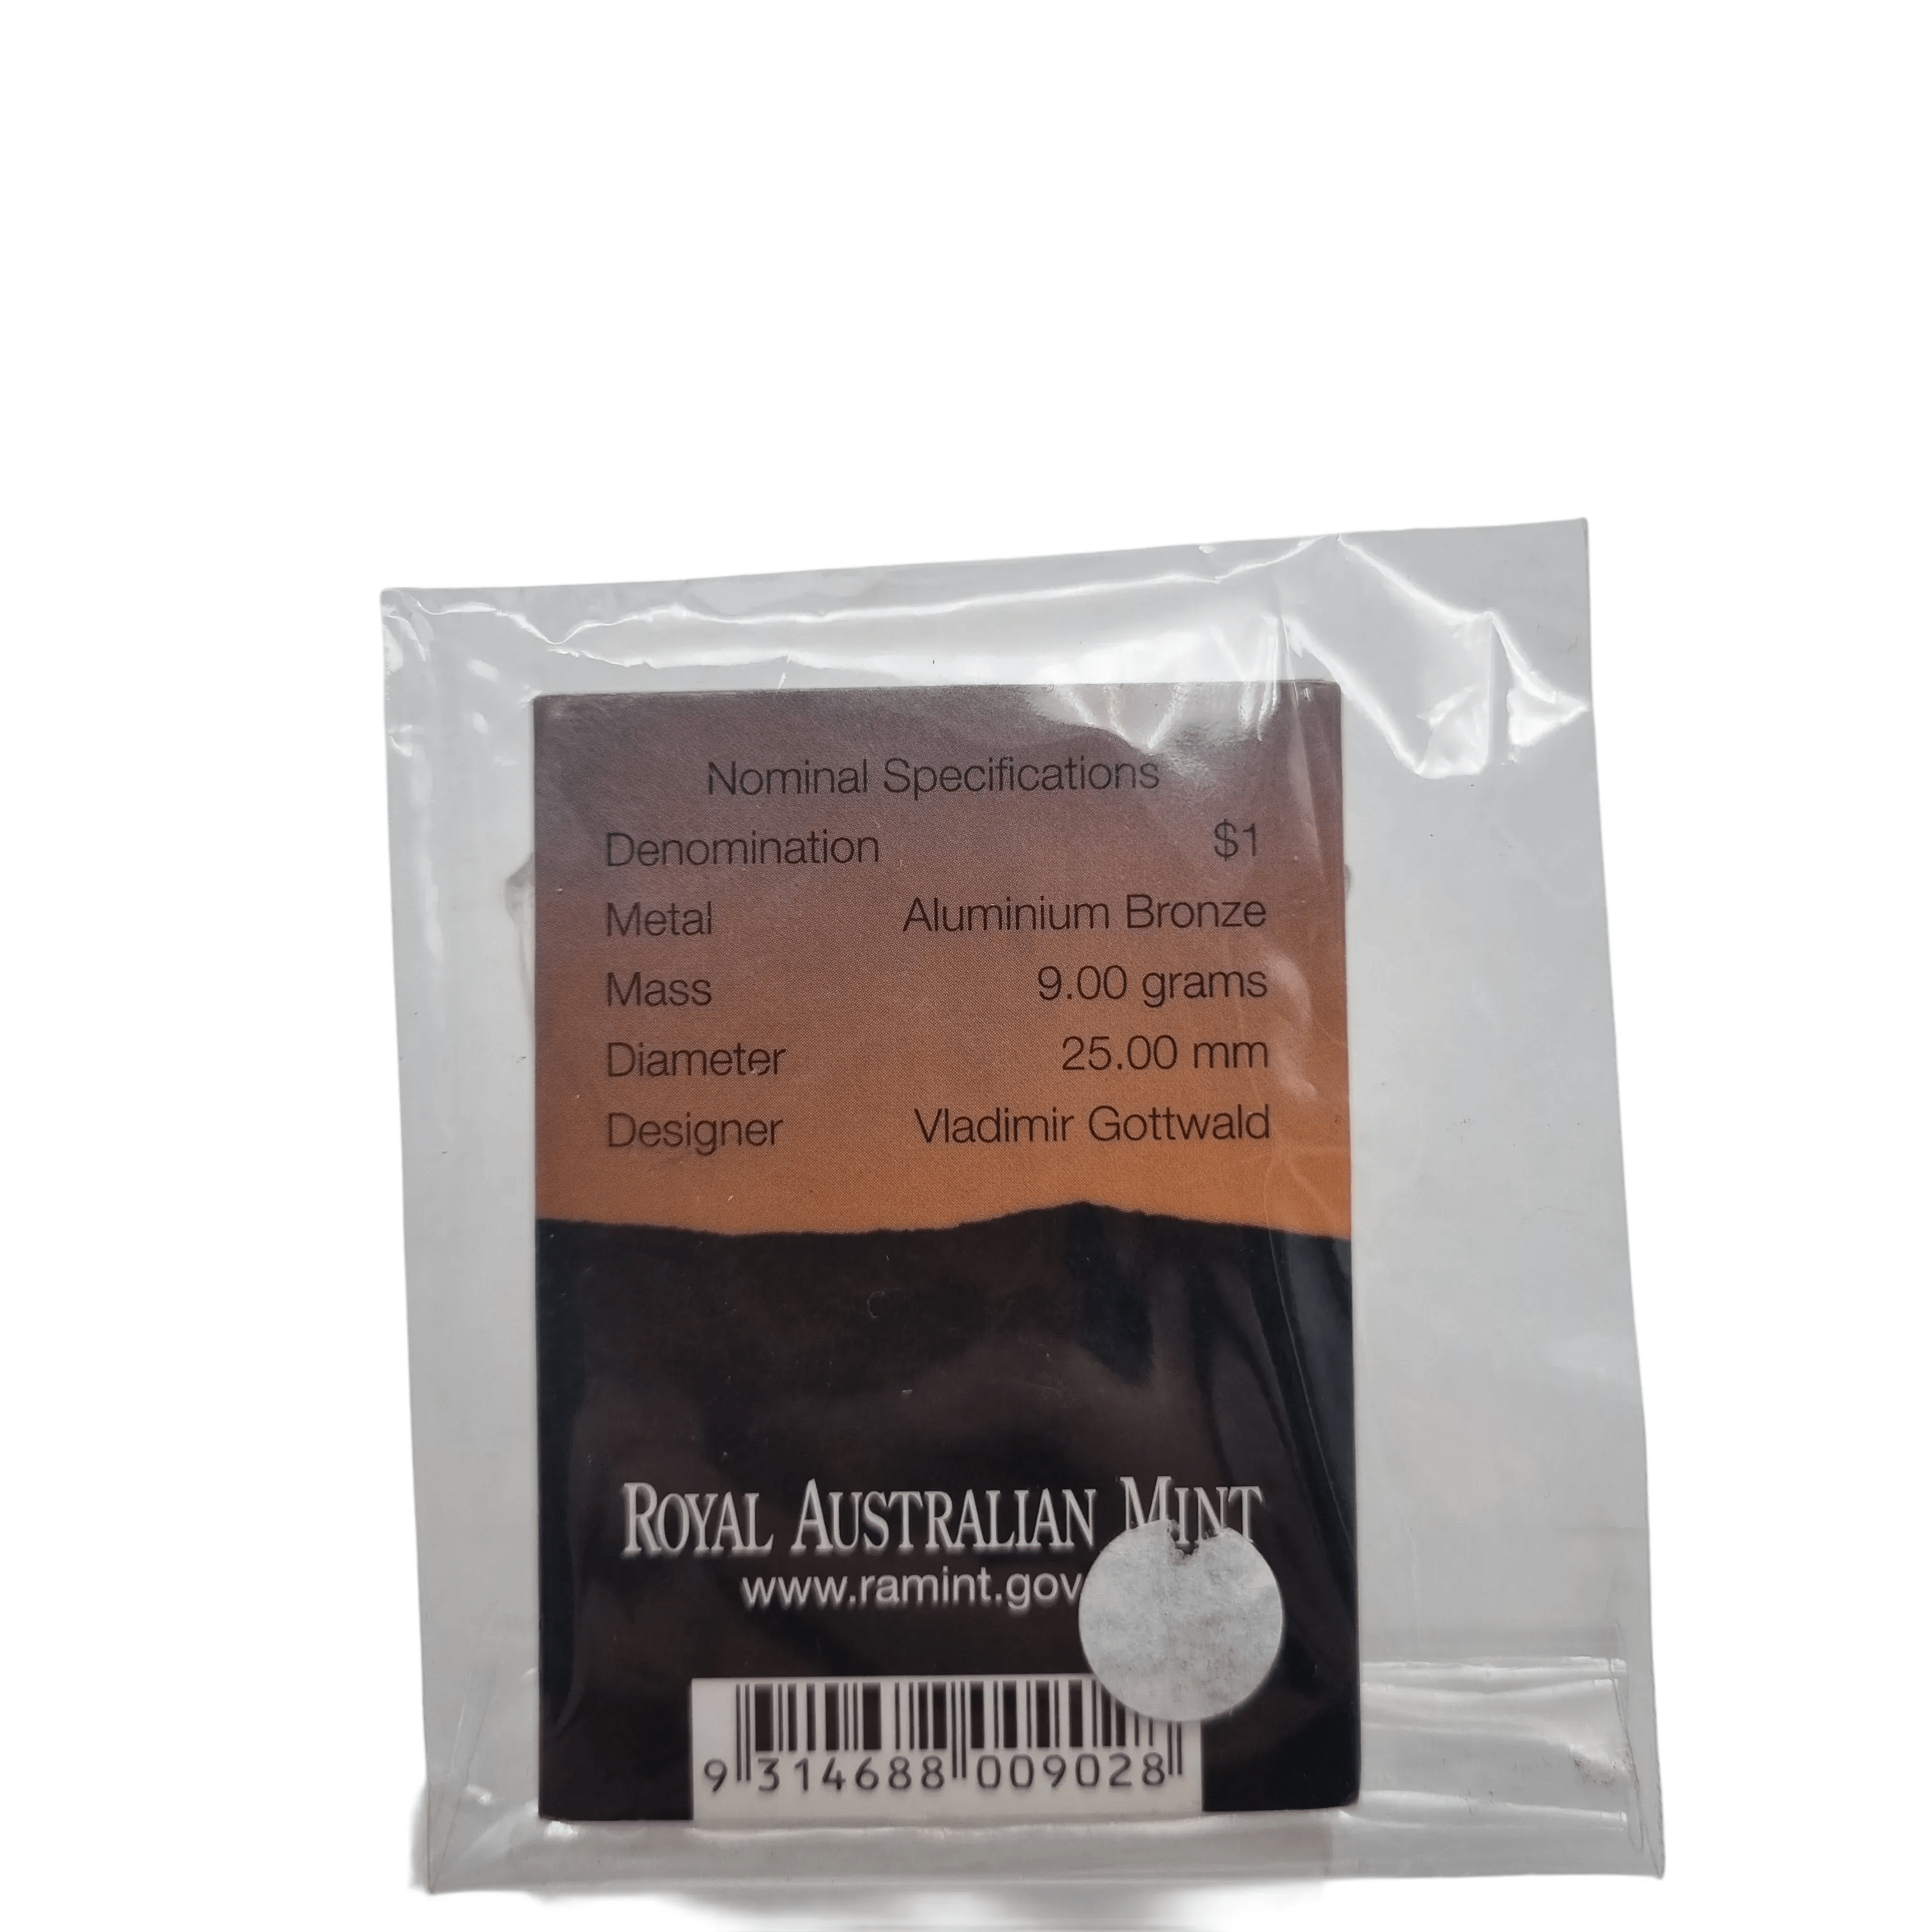 Nominal Specifications
Denomination $1
Metal Aluminium Bronze
Mass 9.00 grams
Diameter 25.00 mm
Designer Vladimir Gottwald
ROYAL AUSTRALIAN MINT
www.ramint.gov
9 314688 009028